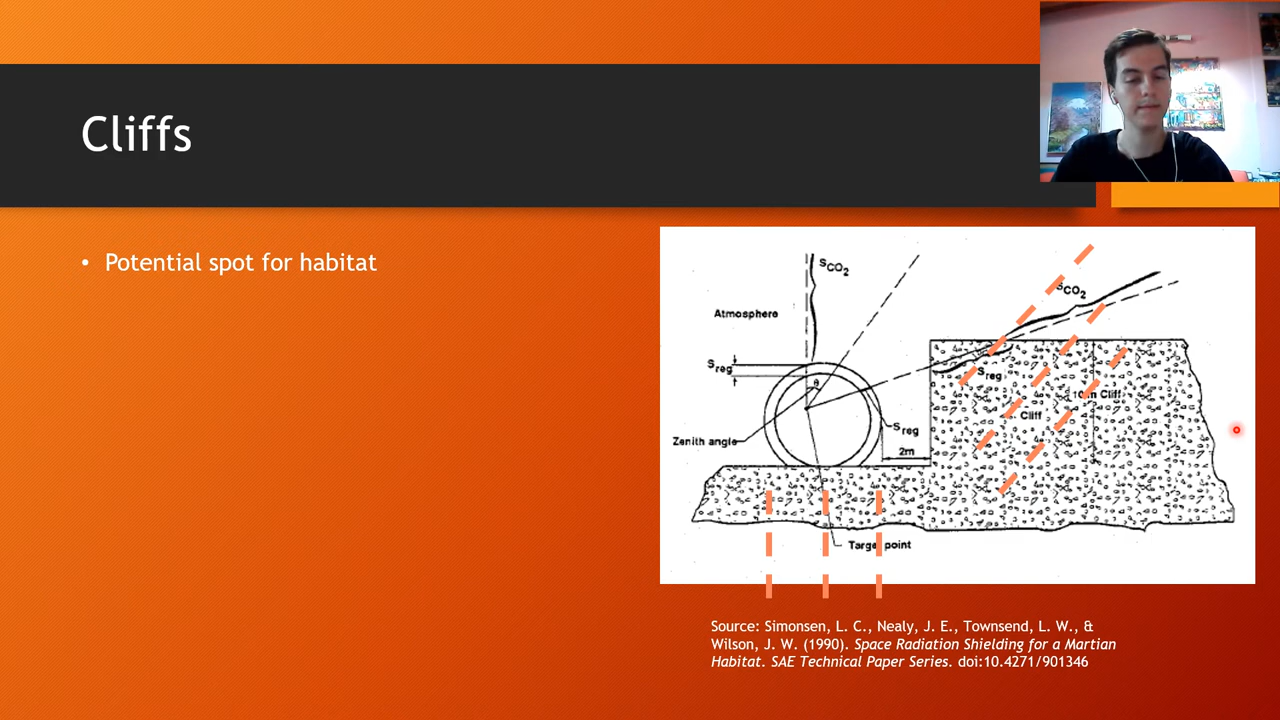 Cliffs
• Potential spot for habitat
SCO2
SCO2
Atmosphere
Sreg
θ
Sreg
10m Cliff
Cliff
Sreg
Zenith angle
2m
Target point
Source: Simonsen, L. C., Nealy, J. E., Townsend, L. W., &
Wilson, J. W. (1990). Space Radiation Shielding for a Martian
Habitat. SAE Technical Paper Series. doi:10.4271/901346